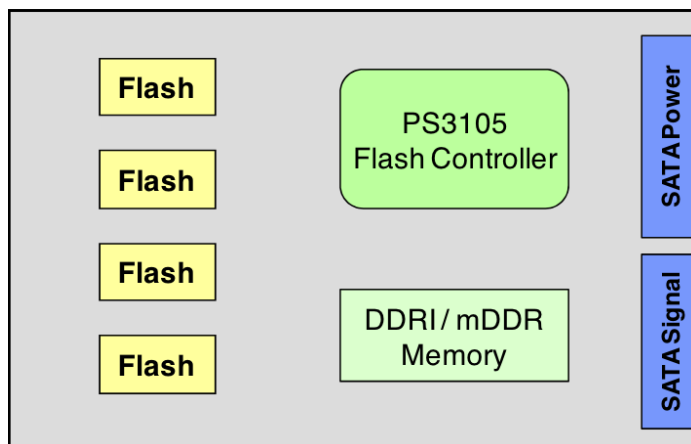 Flash
Flash
Flash
Flash
PS3105
Flash Controller
DDRI / mDDR
Memory
SATA Power
SATA Signal